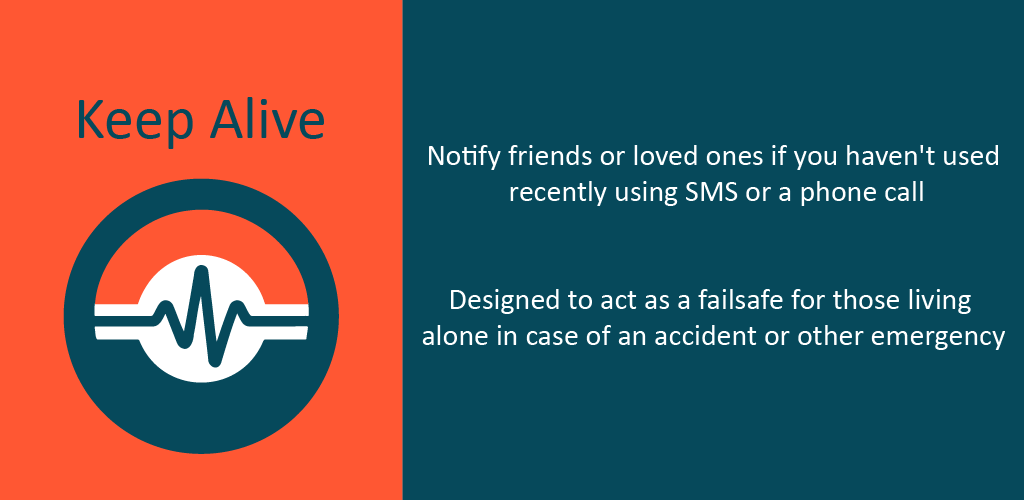 Keep Alive
Notify friends or loved ones if you haven't used
recently using SMS or a phone call
Designed to act as a failsafe for those living
alone in case of an accident or other emergency